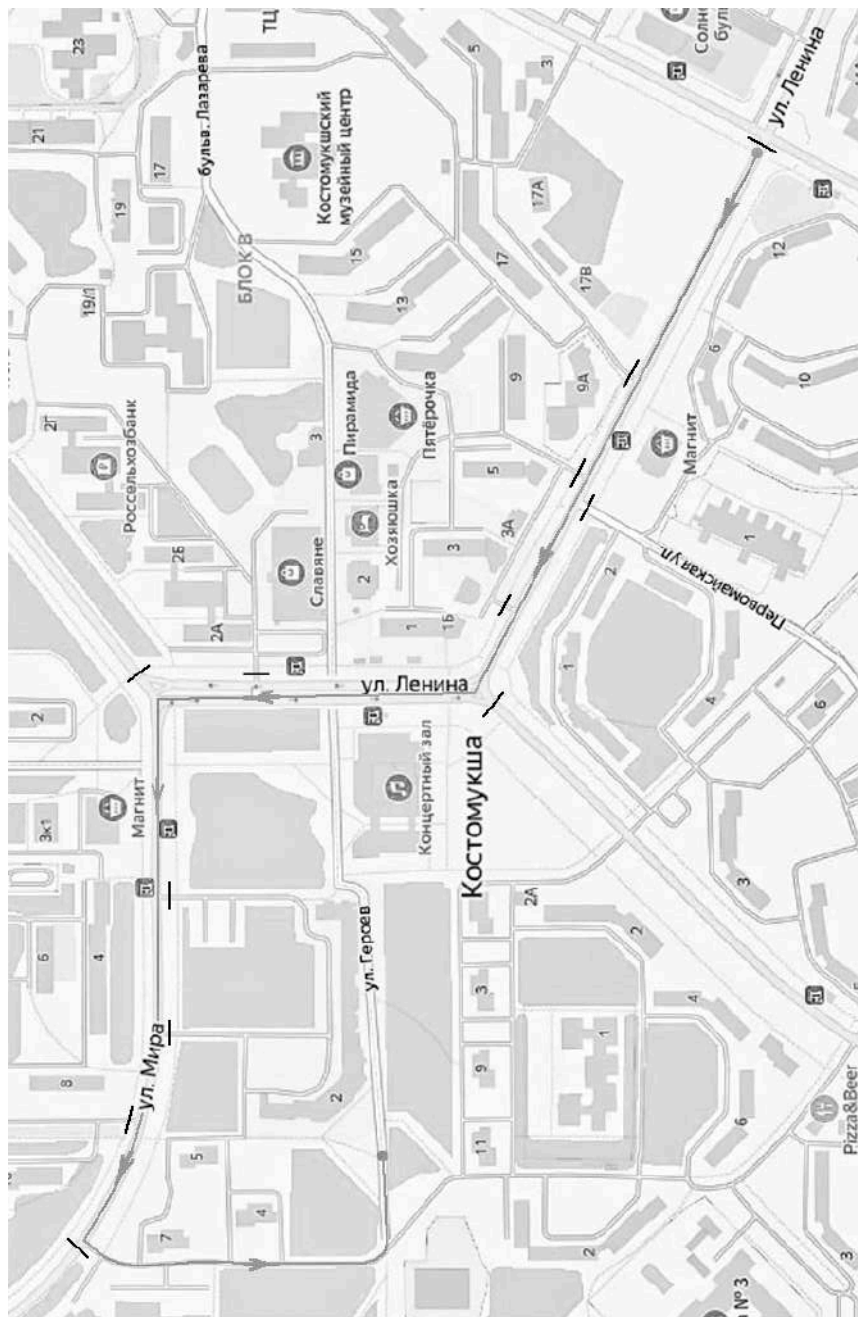 23
ТЦ
21
17
19
19/1
бульв. Лазарева
БЛОК В
Костомукшский
музейный центр
5
3
Солне
буль
ул. Ленина
17А
17
17В
15
13
12
6
10
9
9А
Магнит
2Г
Россельхозбанк
2Б
2А
3
Пирамида
Пятёрочка
Хозяюшка
Славяне
2
5
3
3А
1
1Б
1
Первомайская ул.
2
1
4
6
ул. Ленина
2
Магнит
3к1
Концертный зал
Костомукша
6
4
8
ул. Мира
ул. Героев
2
5
7
4
2А
2
3
9
11
1
4
6
3
Pizza&Beer
2
3
№ 3